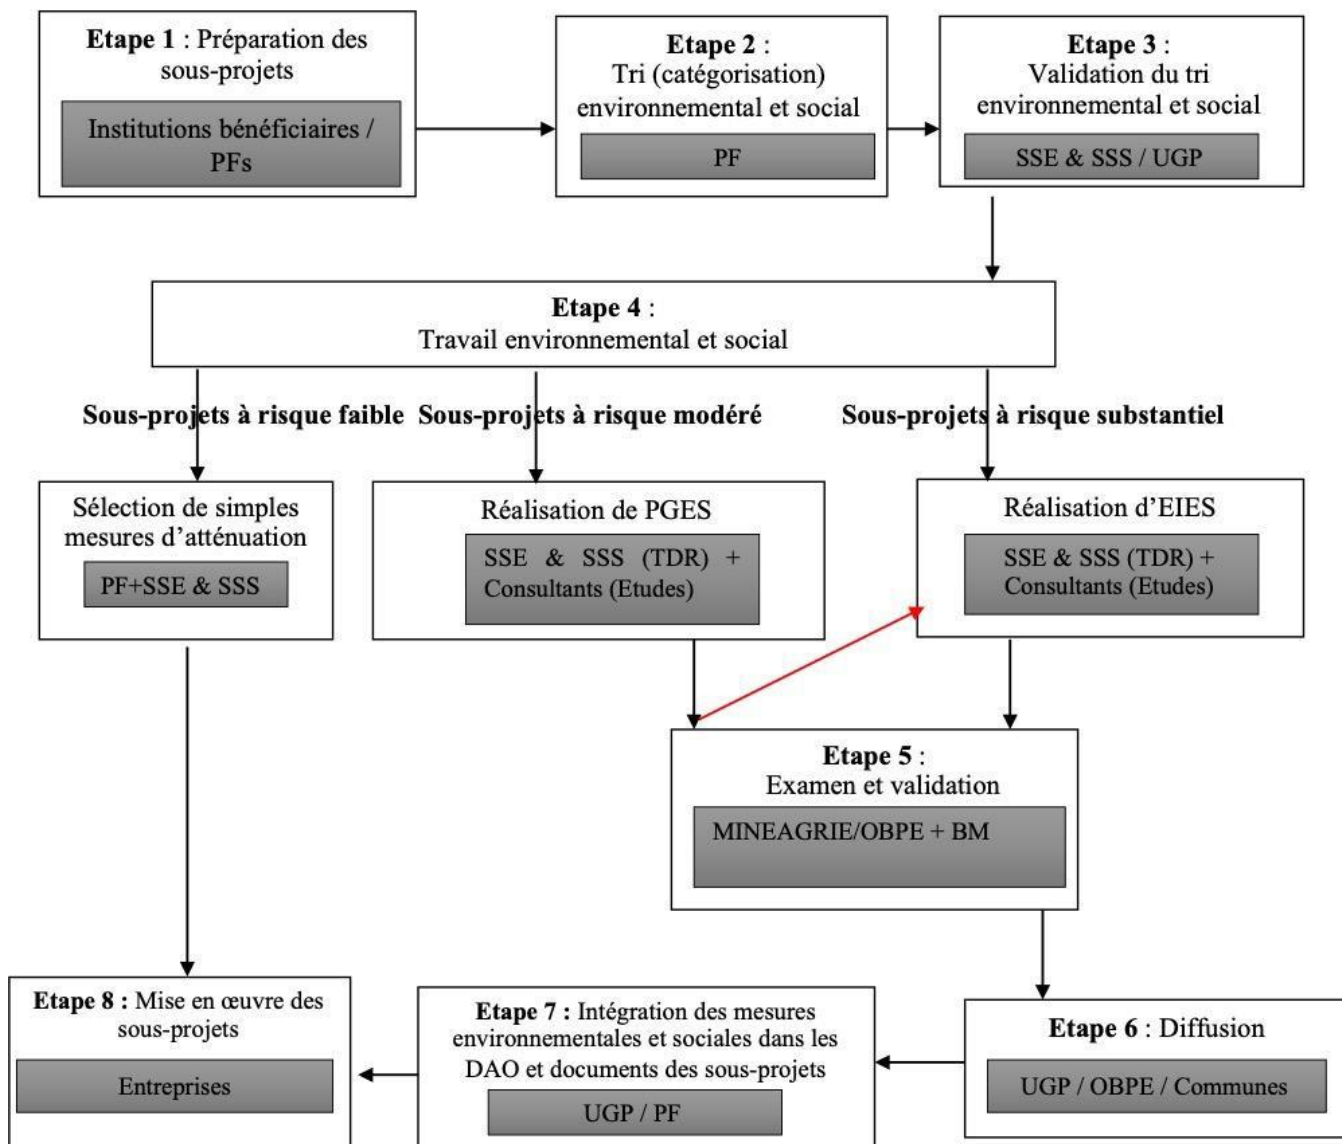 Etape 1 : Préparation des
sous-projets
Institutions bénéficiaires /
PFs
Etape 2 :
Tri (catégorisation)
environnemental et social
PF
Etape 3 :
Validation du tri
environnemental et social
SSE & SSS / UGP
Etape 4 :
Travail environnemental et social
Sous-projets à risque faible
Sous-projets à risque modéré
Sous-projets à risque substantiel
Sélection de simples
mesures d’atténuation
PF+SSE & SSS
Réalisation de PGES
SSE & SSS (TDR) +
Consultants (Etudes)
Réalisation d’EIES
SSE & SSS (TDR) +
Consultants (Etudes)
Etape 5 :
Examen et validation
MINEAGRIE/OBPE + BM
Etape 8 : Mise en œuvre des
sous-projets
Entreprises
Etape 7 : Intégration des mesures
environnementales et sociales dans les
DAO et documents des sous-projets
UGP / PF
Etape 6 : Diffusion
UGP / OBPE / Communes